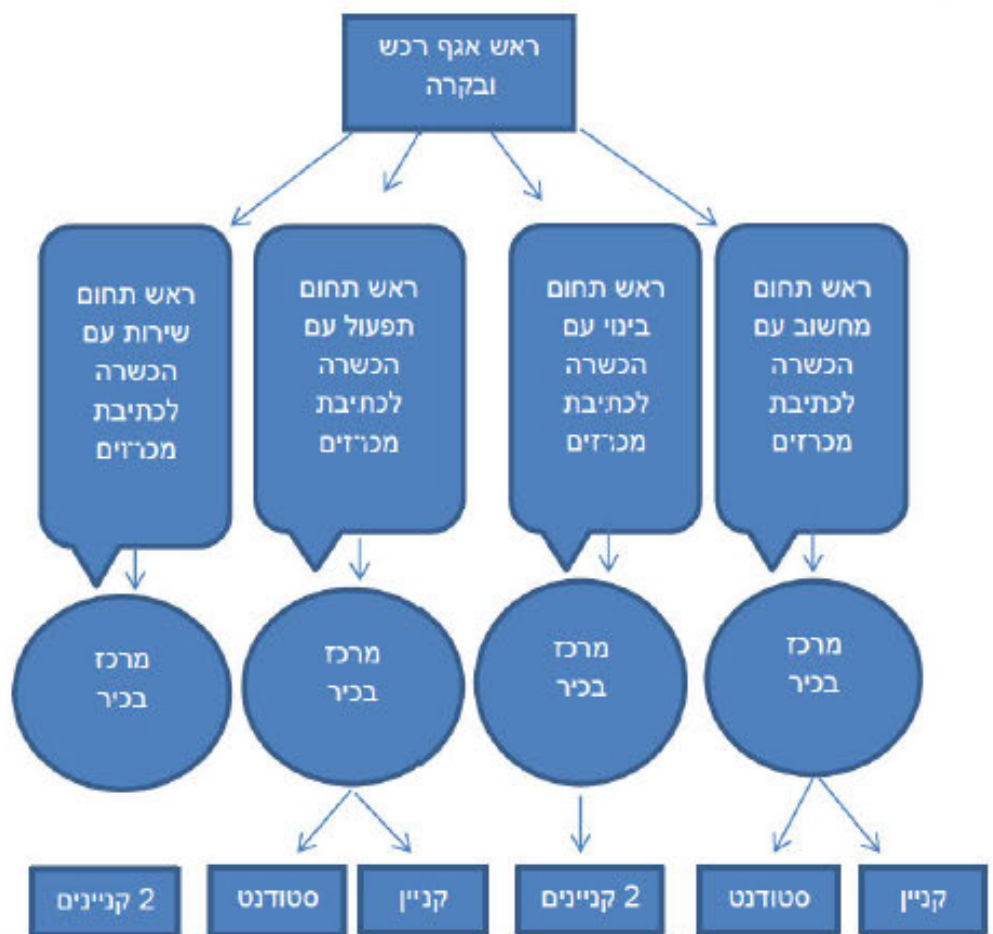 ראש אגף רכש
ובקרה
ראש תחום
מחשוב עם
הכשרה
לכתיבת
מכרזים
ראש תחום
בינוי עם
הכשרה
לכתיבת
מכרזים
ראש תחום
תפעול עם
הכשרה
לכתיבת
מכרזים
ראש תחום
שירות עם
הכשרה
לכתיבת
מכרזים
מרכז
בכיר
מרכז
בכיר
מרכז
בכיר
מרכז
בכיר
קניין
סטודנט
2 קניינים
קניין
סטודנט
2 קניינים